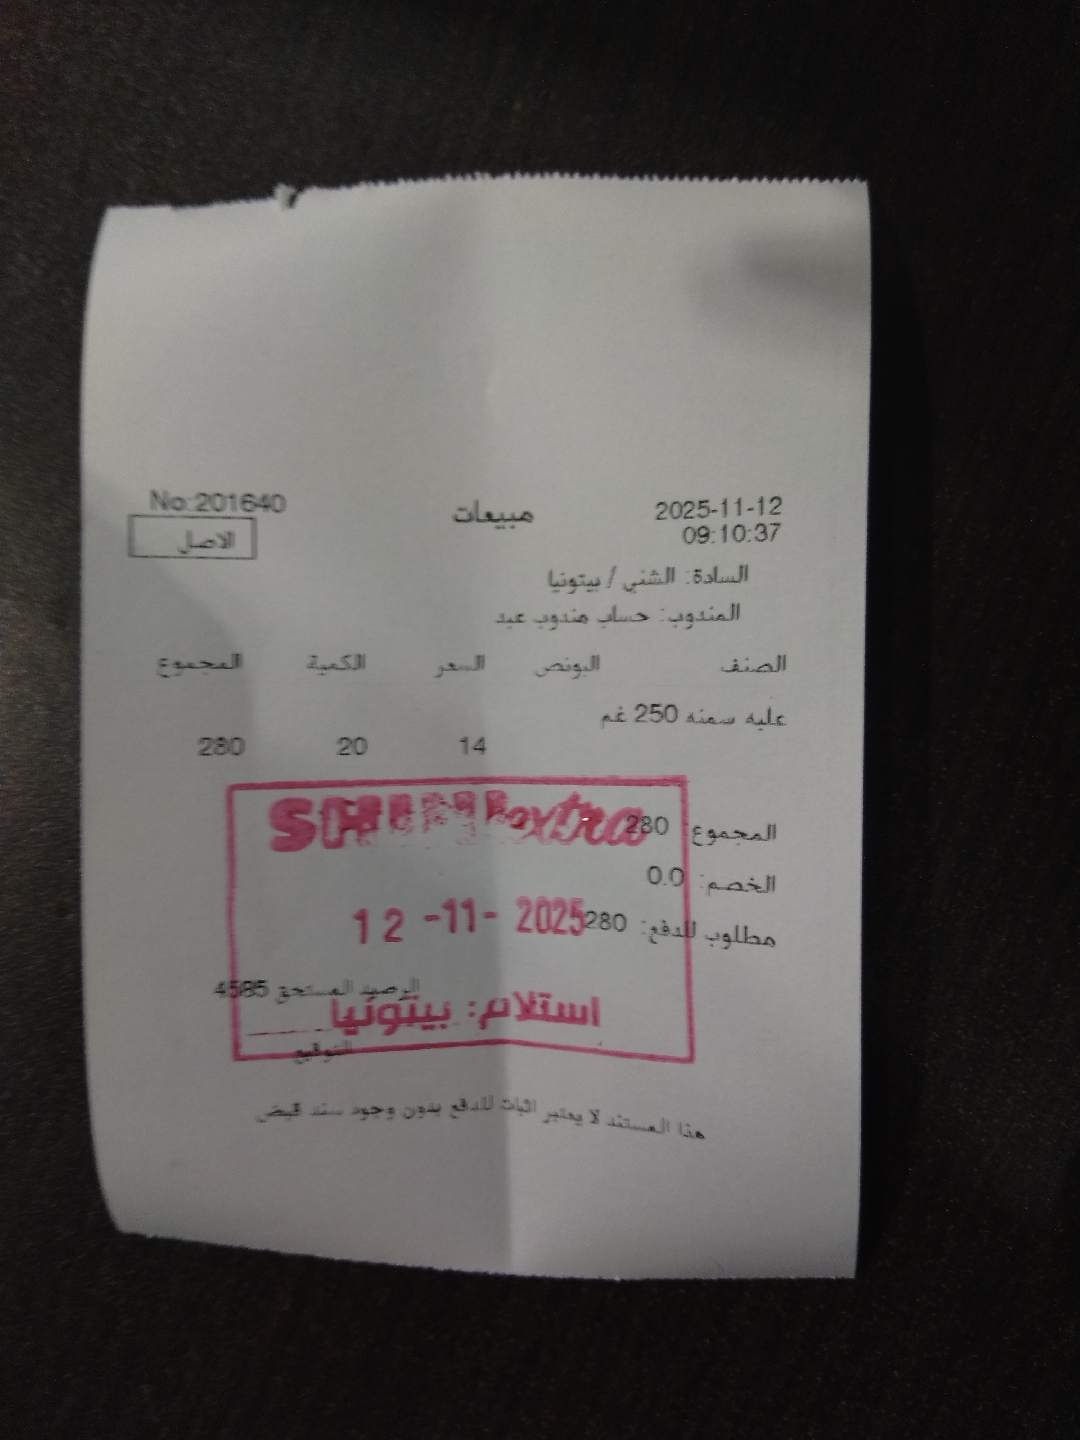 2025-11-12 مبيعات No:201640
09:10:37 الاصل
السادة: الشني / بيتونيا
المندوب: حساب مندوب عيد
الصنف البونص السعر الكمية المجموع
علبه سمنه 250 غم
14 20 280
المجموع: 280
الخصم: 0.0
مطلوب للدفع: 280
extra
12 -11- 2025
الرصيد المستحق 4585
استلام: بيتونيا
التوقيع
هذا المستند لا يعتبر اثبات للدفع بدون وجود سند قبض